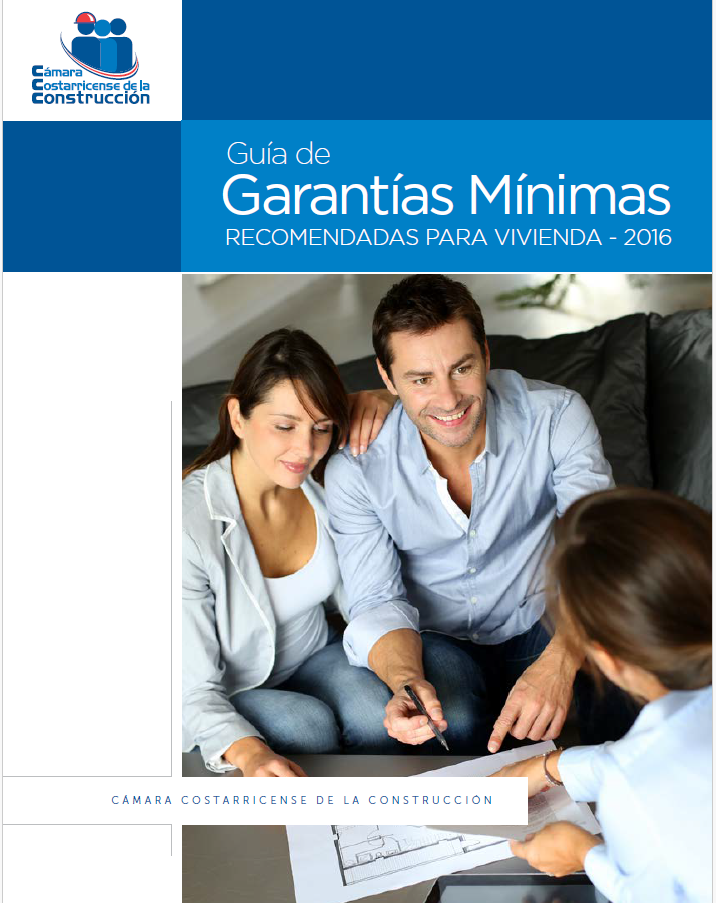 Cámara
Costarricense de la
Construcción
Guía de
Garantías Mínimas
RECOMENDADAS PARA VIVIENDA - 2016
CÁMARA COSTARRICENSE DE LA CONSTRUCCIÓN